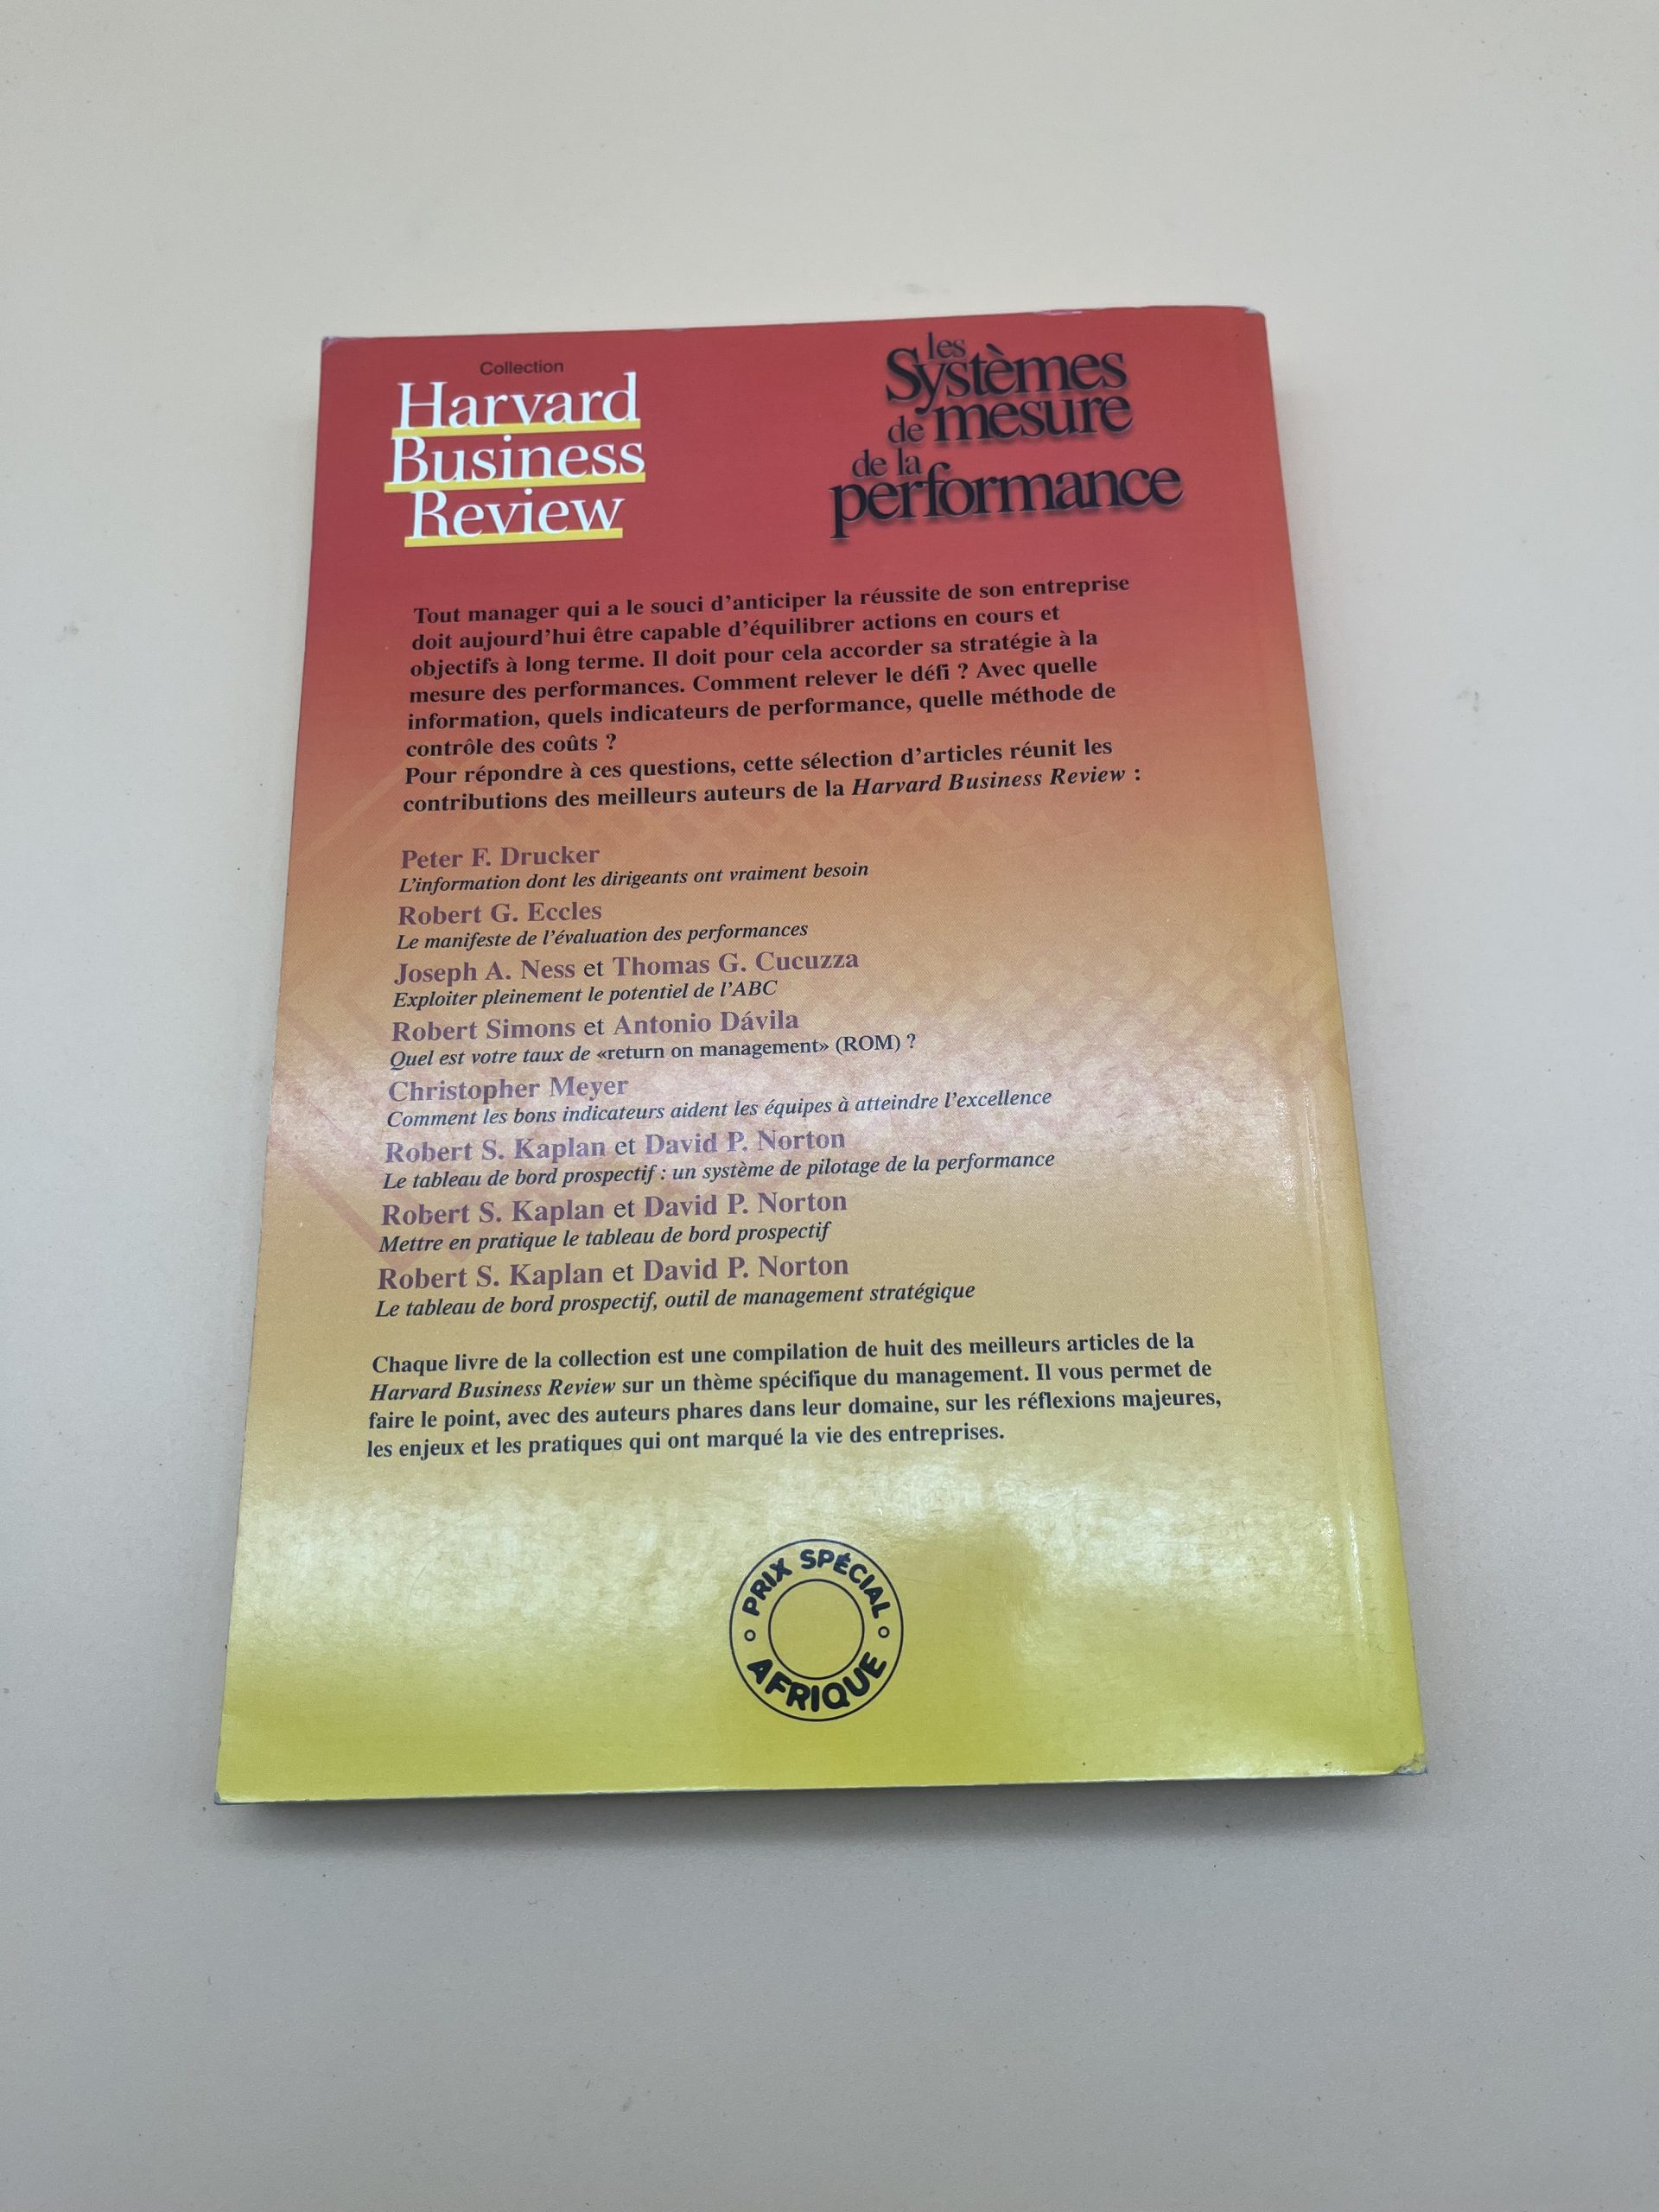 Collection
Harvard
Business
Review
les
Systèmes
de mesure
de la
performance
Tout manager qui a le souci d'anticiper la réussite de son entreprise
doit aujourd'hui être capable d'équilibrer actions en cours et
objectifs à long terme. Il doit pour cela accorder sa stratégie à la
mesure des performances. Comment relever le défi ? Avec quelle
information, quels indicateurs de performance, quelle méthode de
contrôle des coûts ?
Pour répondre à ces questions, cette sélection d'articles réunit les
contributions des meilleurs auteurs de la Harvard Business Review :
Peter F. Drucker
L'information dont les dirigeants ont vraiment besoin
Robert G. Eccles
Le manifeste de l'évaluation des performances
Joseph A. Ness et Thomas G. Cucuzza
Exploiter pleinement le potentiel de l'ABC
Robert Simons et Antonio Dávila
Quel est votre taux de «return on management» (ROM) ?
Christopher Meyer
Comment les bons indicateurs aident les équipes à atteindre l'excellence
Robert S. Kaplan et David P. Norton
Le tableau de bord prospectif : un système de pilotage de la performance
Robert S. Kaplan et David P. Norton
Mettre en pratique le tableau de bord prospectif
Robert S. Kaplan et David P. Norton
Le tableau de bord prospectif, outil de management stratégique
Chaque livre de la collection est une compilation de huit des meilleurs articles de la
Harvard Business Review sur un thème spécifique du management. Il vous permet de
faire le point, avec des auteurs phares dans leur domaine, sur les réflexions majeures,
les enjeux et les pratiques qui ont marqué la vie des entreprises.
PRIX SPÉCIAL
AFRIQUE